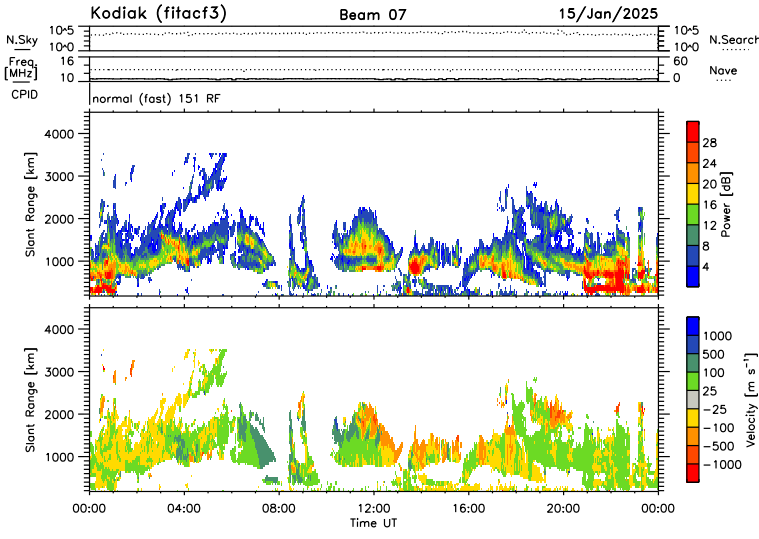 Kodiak (fitacf3) Beam 07 15/Jan/2025
N.Sky 10^5 10^0 10^5 10^0 N.Search
Freq. [MHz] 16 10 60 0 Nave
CPID normal (fast) 151 RF
Slant Range [km] 4000 3000 2000 1000
Power [dB] 28 24 20 16 12 8 4
Slant Range [km] 4000 3000 2000 1000
Velocity [m s^-1] 1000 500 100 25 -25 -100 -500 -1000
00:00 04:00 08:00 12:00 16:00 20:00 00:00
Time UT